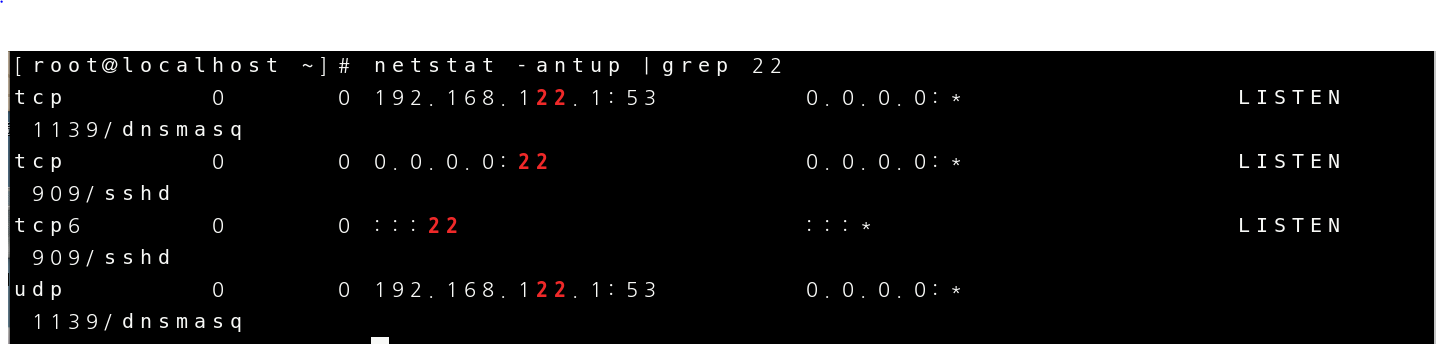 [root@localhost ~]# netstat -antup |grep 22
tcp        0      0 192.168.122.1:53        0.0.0.0:*               LISTEN
 1139/dnsmasq
tcp        0      0 0.0.0.0:22              0.0.0.0:*               LISTEN
 909/sshd
tcp6       0      0 :::22                   :::*                    LISTEN
 909/sshd
udp        0      0 192.168.122.1:53        0.0.0.0:*
 1139/dnsmasq